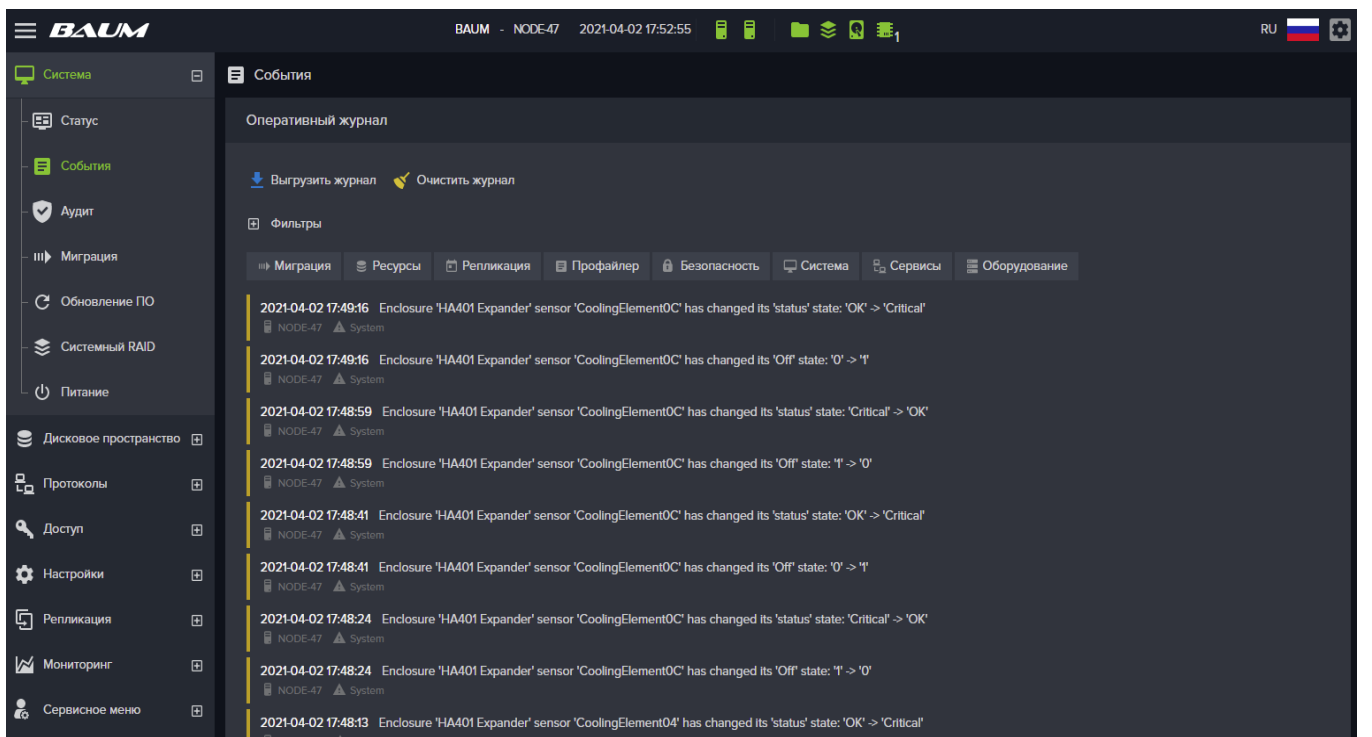 BAUM
BAUM - NODE-47 2021-04-02 17:52:55 1 RU
Система
Статус
События
Аудит
Миграция
Обновление ПО
Системный RAID
Питание
Дисковое пространство
Протоколы
Доступ
Настройки
Репликация
Мониторинг
Сервисное меню
События
Оперативный журнал
Выгрузить журнал Очистить журнал
Фильтры
Миграция Ресурсы Репликация Профайлер Безопасность Система Сервисы Оборудование
2021-04-02 17:49:16 Enclosure 'HA401 Expander' sensor 'CoolingElement0C' has changed its 'status' state: 'OK' -> 'Critical'
NODE-47 System
2021-04-02 17:49:16 Enclosure 'HA401 Expander' sensor 'CoolingElement0C' has changed its 'Off' state: '0' -> '1'
NODE-47 System
2021-04-02 17:48:59 Enclosure 'HA401 Expander' sensor 'CoolingElement0C' has changed its 'status' state: 'Critical' -> 'OK'
NODE-47 System
2021-04-02 17:48:59 Enclosure 'HA401 Expander' sensor 'CoolingElement0C' has changed its 'Off' state: '1' -> '0'
NODE-47 System
2021-04-02 17:48:41 Enclosure 'HA401 Expander' sensor 'CoolingElement0C' has changed its 'status' state: 'OK' -> 'Critical'
NODE-47 System
2021-04-02 17:48:41 Enclosure 'HA401 Expander' sensor 'CoolingElement0C' has changed its 'Off' state: '0' -> '1'
NODE-47 System
2021-04-02 17:48:24 Enclosure 'HA401 Expander' sensor 'CoolingElement0C' has changed its 'status' state: 'Critical' -> 'OK'
NODE-47 System
2021-04-02 17:48:24 Enclosure 'HA401 Expander' sensor 'CoolingElement0C' has changed its 'Off' state: '1' -> '0'
NODE-47 System
2021-04-02 17:48:13 Enclosure 'HA401 Expander' sensor 'CoolingElement04' has changed its 'status' state: 'OK' -> 'Critical'